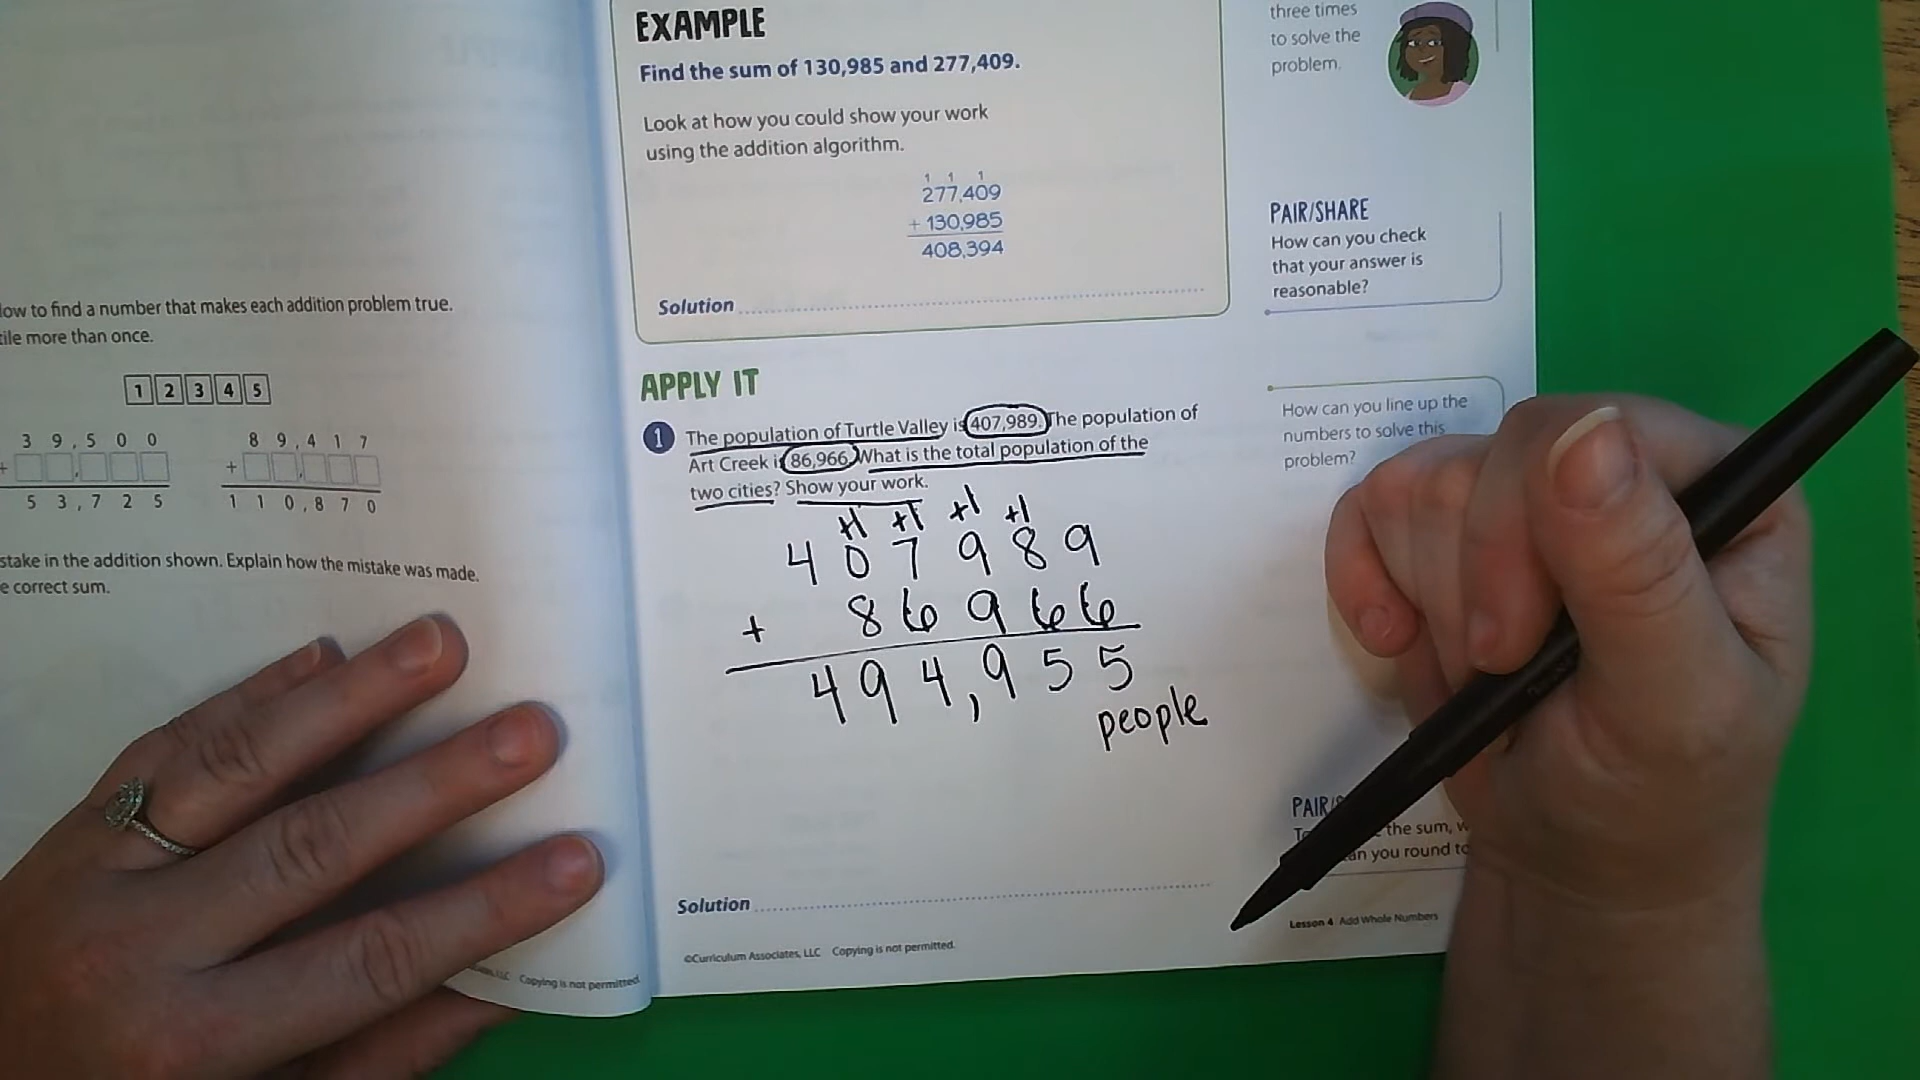 low to find a number that makes each addition problem true.
tile more than once.
1 2 3 4 5
3 9 , 5 0 0
+ ,
5 3 , 7 2 5
8 9 , 4 1 7
+ ,
1 1 0 , 8 7 0
stake in the addition shown. Explain how the mistake was made.
e correct sum.
Copying is not permitted.
EXAMPLE
Find the sum of 130,985 and 277,409.
Look at how you could show your work
using the addition algorithm.
1 1 1
277,409
+ 130,985
408,394
Solution
APPLY IT
1 The population of Turtle Valley is 407,989. The population of
Art Creek is 86,966. What is the total population of the
two cities? Show your work.
+1 +1 +1 +1
4 0 7 9 8 9
+ 8 6 9 6 6
4 9 4 , 9 5 5
people
Solution
©Curriculum Associates, LLC Copying is not permitted.
three times
to solve the
problem.
PAIR/SHARE
How can you check
that your answer is
reasonable?
How can you line up the
numbers to solve this
problem?
PAIR/
the sum, w
an you round to
Lesson 4 Add Whole Numbers